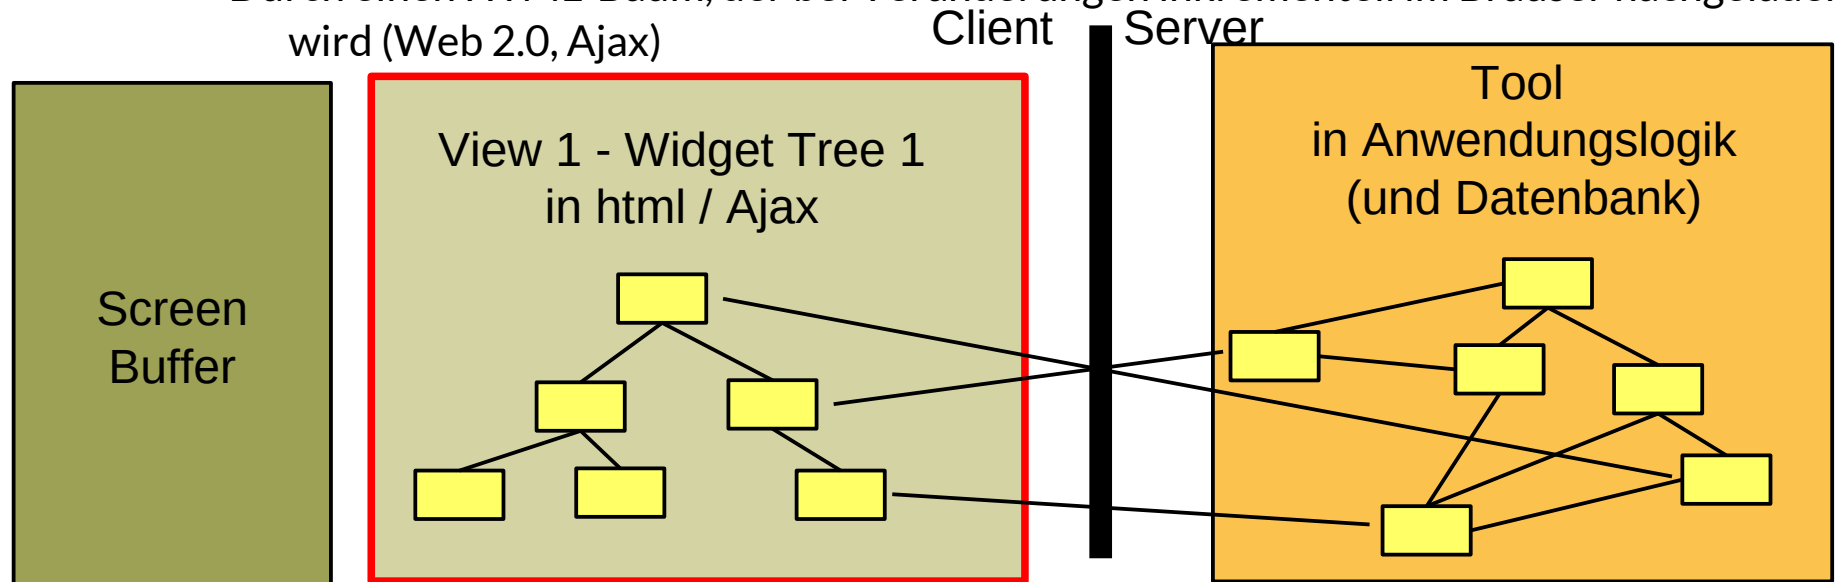 wird (Web 2.0, Ajax)
Client
Server
View 1 - Widget Tree 1
in html / Ajax
Tool
in Anwendungslogik
(und Datenbank)
Screen
Buffer